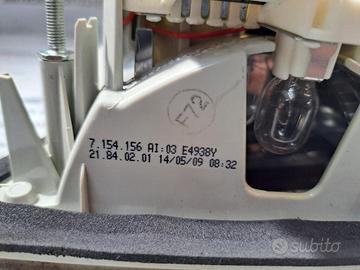 F72
7.154.156 AI:03 E4938Y
21.84.02.01 14/05/09 08:32
subito